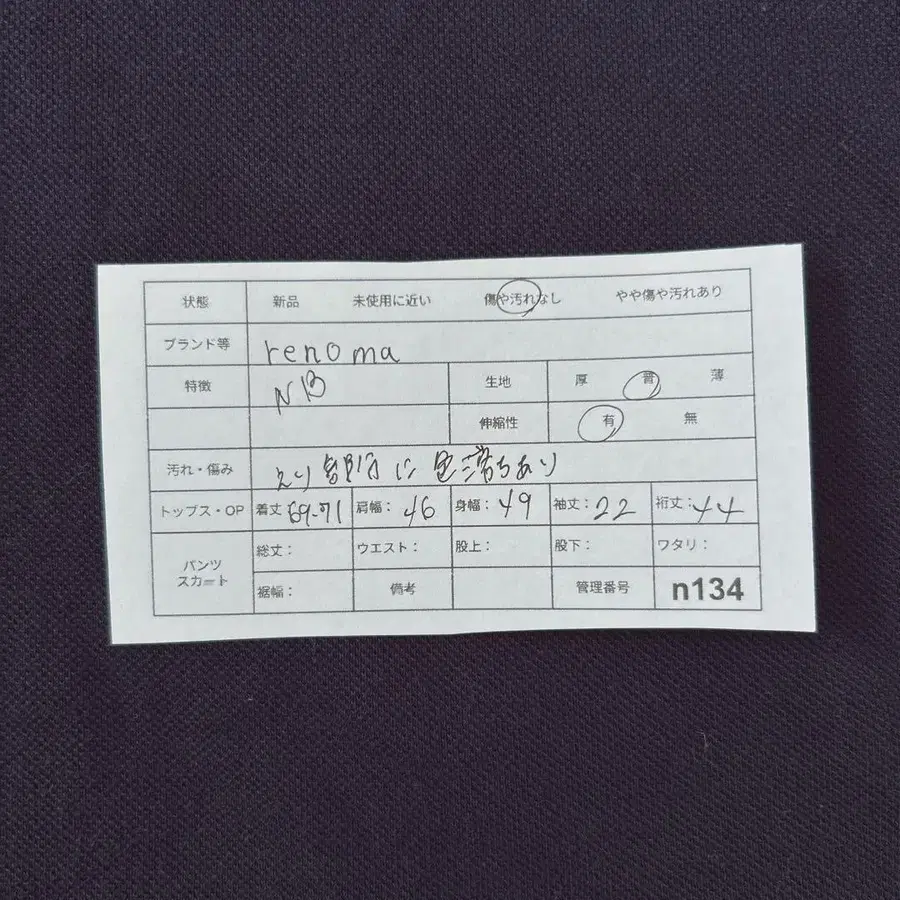 状態 新品 未使用に近い 傷や汚れなし やや傷や汚れあり
ブランド等 renoma
特徴 NB 生地 厚 普 薄
伸縮性 有 無
汚れ・傷み えり部分に色落ちあり
トップス・OP 着丈 69-71 肩幅: 46 身幅: 49 袖丈: 22 裄丈: 44
パンツ スカート 総丈: ウエスト: 股上: 股下: ワタリ:
裾幅: 備考 管理番号 n134